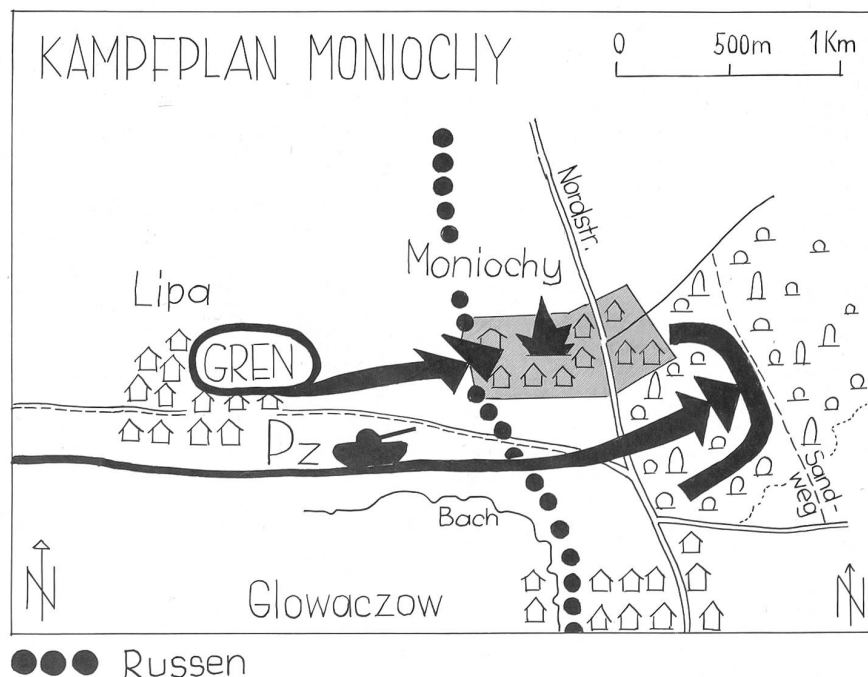 KAMPFPLAN MONIOCHY
0 500m 1Km
Nordstr.
Moniochy
Lipa
GREN
Pz
Sand-
weg
Bach
N
Glowaczow
N
Russen